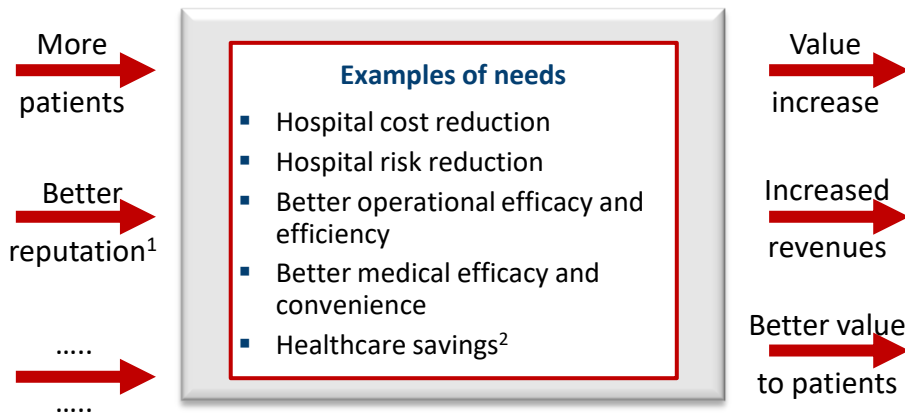 More
patients
Better
reputation1
…..
…..
Examples of needs
▪ Hospital cost reduction
▪ Hospital risk reduction
▪ Better operational efficacy and
efficiency
▪ Better medical efficacy and
convenience
▪ Healthcare savings2
Value
increase
Increased
revenues
Better value
to patients